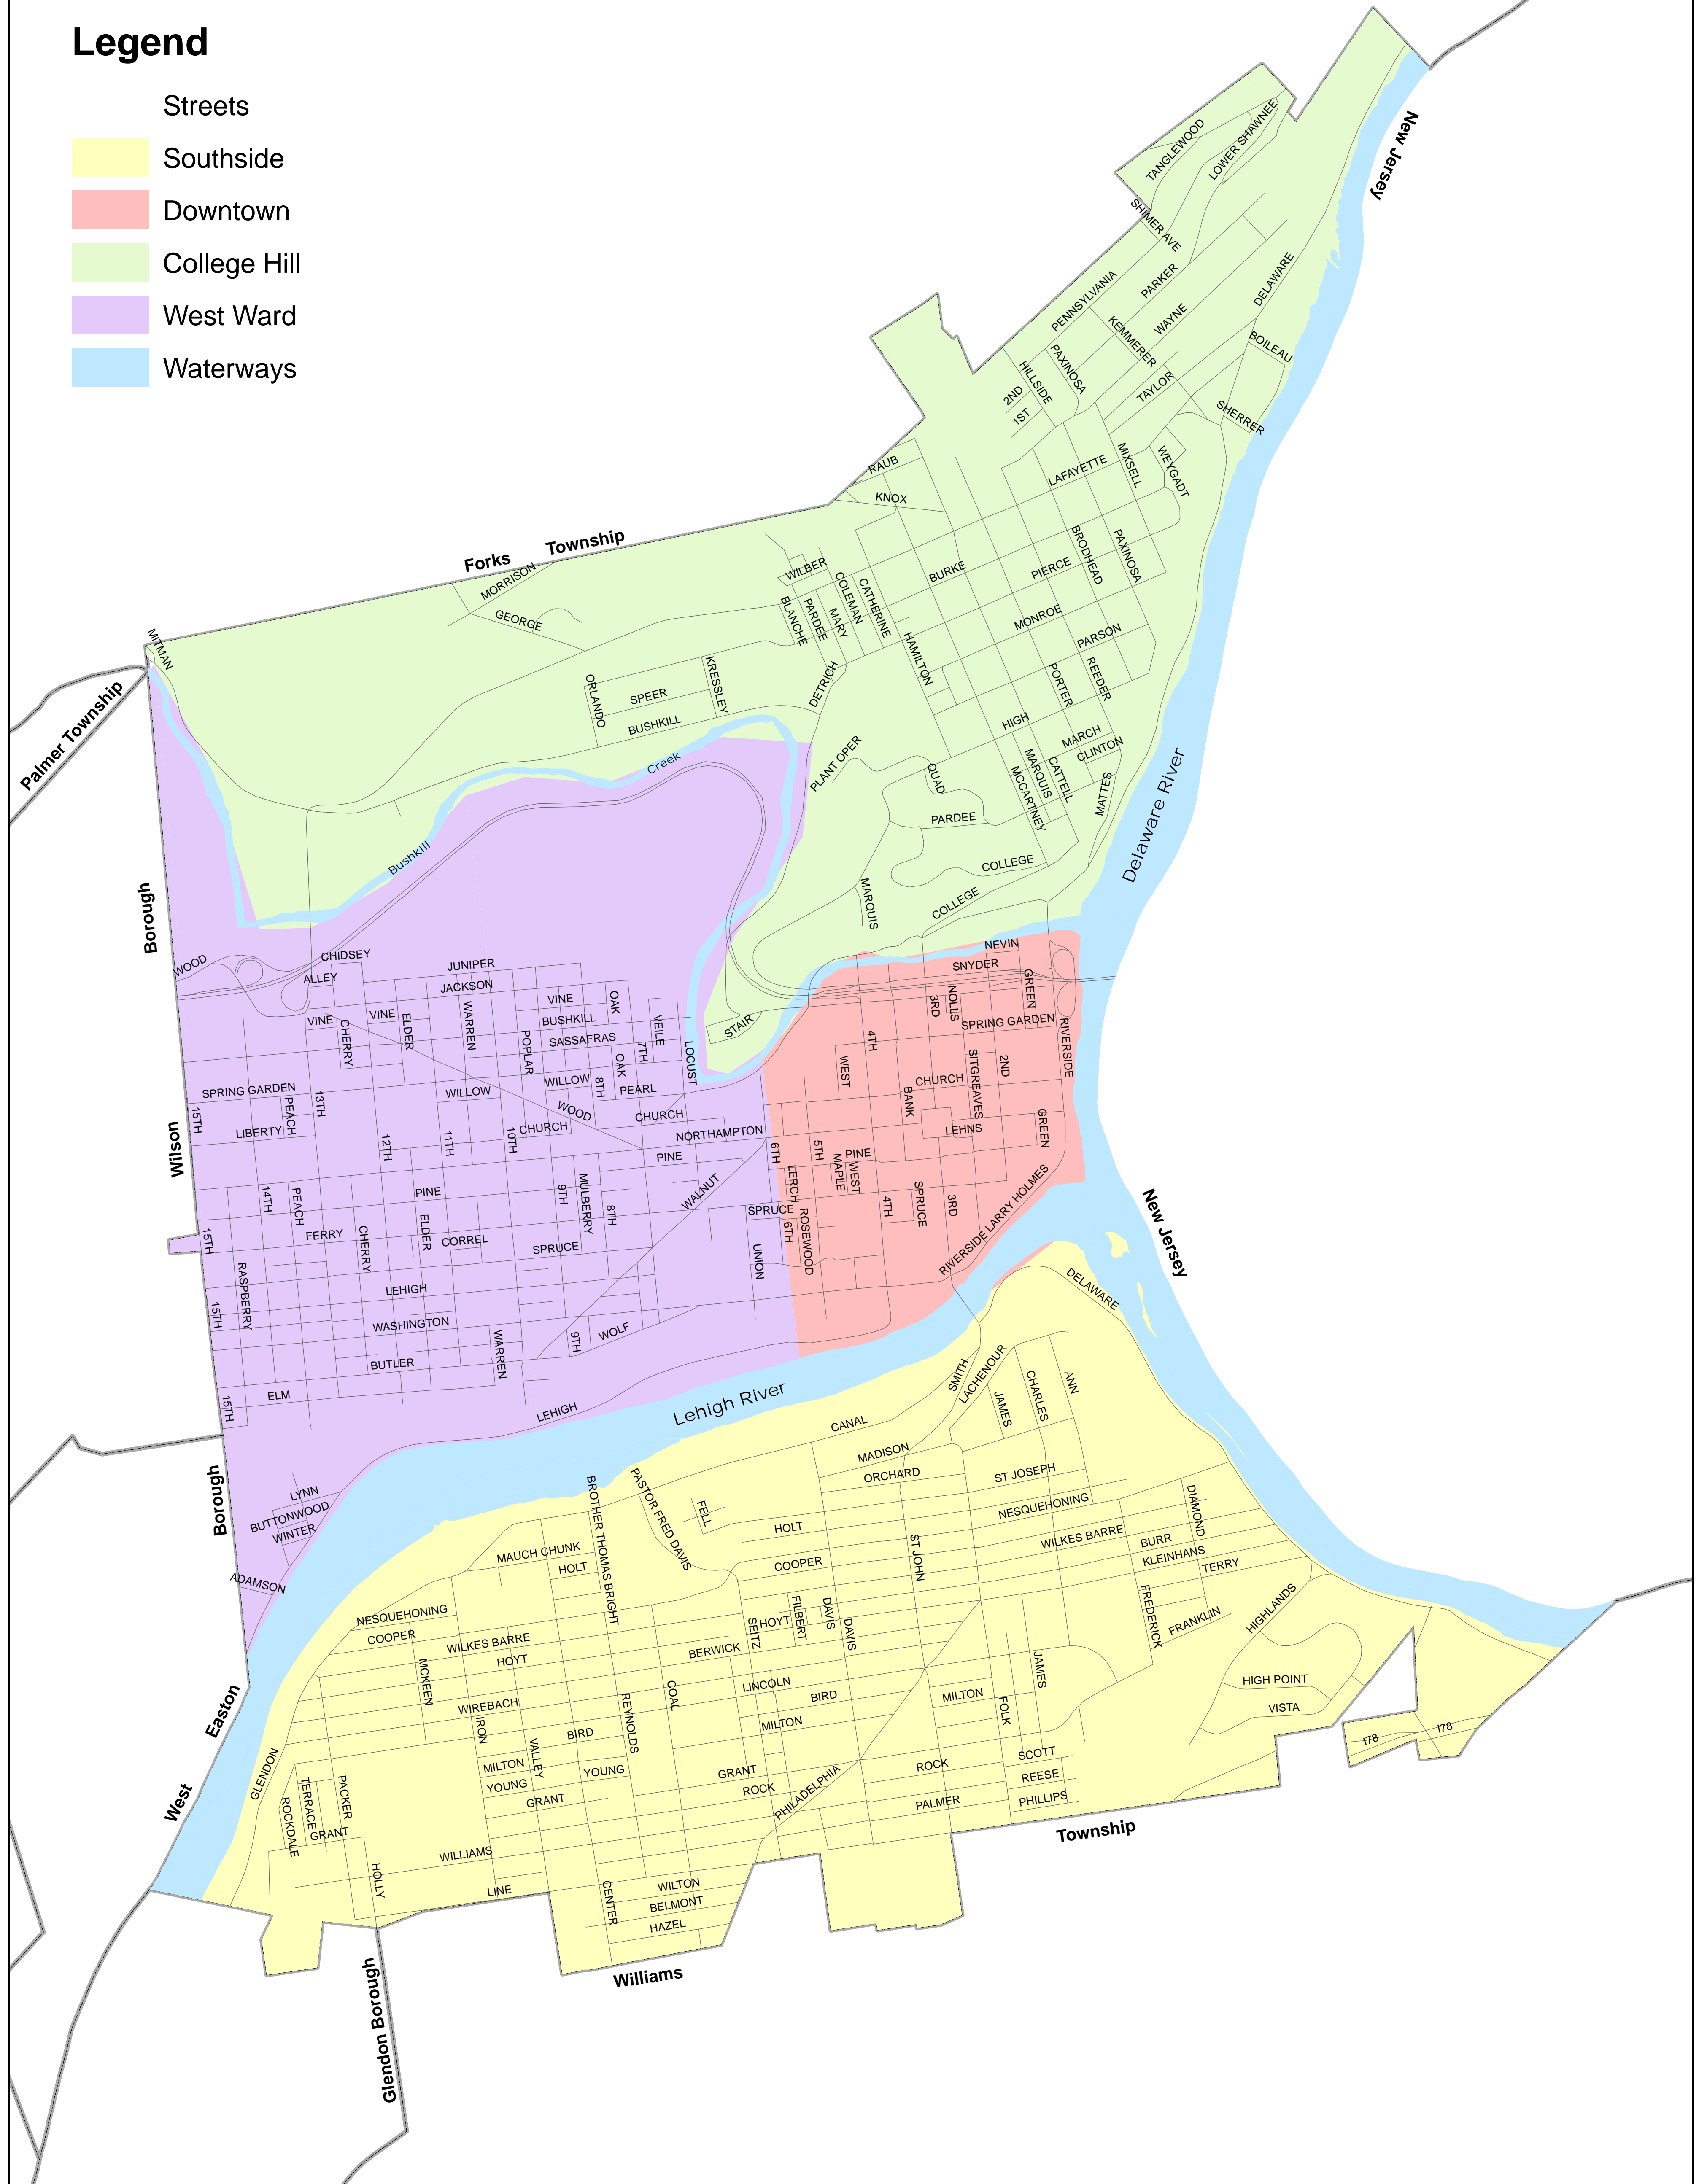 Legend
Streets
Southside
Downtown
College Hill
West Ward
Waterways
New Jersey
TANGLEWOOD
LOWER SHAWNEE
SHIMER AVE
PENNSYLVANIA
PARKER
WAYNE
KEMMERER
DELAWARE
BOILEAU
HILLSIDE
PAXINOSA
2ND
1ST
TAYLOR
SHERRER
RAUB
KNOX
LAFAYETTE
MIXSELL
WEYGADT
Forks Township
MORRISON
GEORGE
WILBER
BLANCHE
PARDEE
MARY
COLEMAN
CATHERINE
BURKE
PIERCE
BRODHEAD
PAXINOSA
MONROE
PARSON
HAMILTON
MITMAN
Palmer Township
ORLANDO
SPEER
KRESSLEY
BUSHKILL
DETRICH
PORTER
REEDER
HIGH
MARCH
CLINTON
PLANT OPER
QUAD
MCCARTNEY
MARQUIS
CATTELL
MATTES
PARDEE
COLLEGE
COLLEGE
MARQUIS
Creek
Bushkill
Delaware River
Borough
WOOD
CHIDSEY
ALLEY
JUNIPER
JACKSON
VINE
VINE
VINE
CHERRY
ELDER
WARREN
POPLAR
BUSHKILL
SASSAFRAS
OAK
OAK
7TH
VEILE
LOCUST
STAIR
NEVIN
SNYDER
GREEN
3RD
NOLLS
SPRING GARDEN
RIVERSIDE
4TH
WEST
BANK
CHURCH
SITGREAVES
2ND
LEHNS
GREEN
SPRING GARDEN
15TH
PEACH
13TH
LIBERTY
WILLOW
WILLOW
8TH
PEARL
WOOD
CHURCH
CHURCH
NORTHAMPTON
12TH
11TH
10TH
Wilson
PINE
PINE
PINE
6TH
5TH
LERCH
MAPLE
WEST
4TH
SPRUCE
3RD
RIVERSIDE LARRY HOLMES
14TH
PEACH
9TH
MULBERRY
8TH
WALNUT
SPRUCE
6TH
ROSEWOOD
UNION
15TH
FERRY
CHERRY
ELDER
CORREL
SPRUCE
RASPBERRY
LEHIGH
15TH
WASHINGTON
WARREN
9TH
WOLF
BUTLER
ELM
15TH
LEHIGH
Lehigh River
New Jersey
DELAWARE
SMITH
LACHENOUR
JAMES
CHARLES
ANN
CANAL
MADISON
ORCHARD
ST JOSEPH
NESQUEHONING
Borough
LYNN
BUTTONWOOD
WINTER
ADAMSON
BROTHER THOMAS BRIGHT
PASTOR FRED DAVIS
FELL
HOLT
COOPER
ST JOHN
WILKES BARRE
DIAMOND
BURR
KLEINHANS
TERRY
FREDERICK
FRANKLIN
HIGHLANDS
MAUCH CHUNK
HOLT
NESQUEHONING
COOPER
WILKES BARRE
HOYT
MCKEEN
WIREBACH
IRON
SEITZ
HOYT
FILBERT
DAVIS
DAVIS
BERWICK
LINCOLN
BIRD
MILTON
COAL
REYNOLDS
BIRD
VALLEY
MILTON
YOUNG
YOUNG
GRANT
GRANT
ROCK
PHILADELPHIA
MILTON
FOLK
JAMES
ROCK
PALMER
SCOTT
REESE
PHILLIPS
HIGH POINT
VISTA
I78
I78
Easton
West
GLENDON
ROCKDALE
TERRACE
PACKER
GRANT
HOLLY
WILLIAMS
LINE
CENTER
WILTON
BELMONT
HAZEL
Township
Williams
Glendon Borough